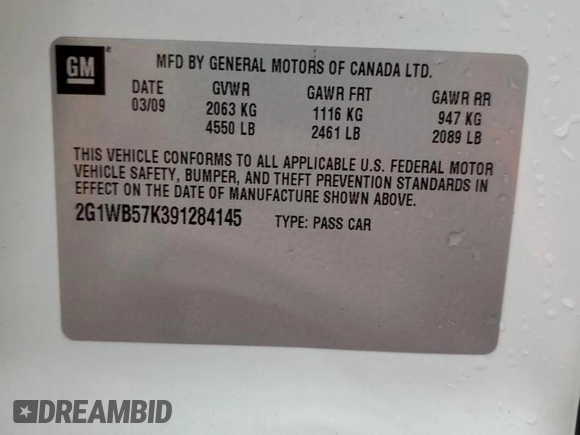 GM
MFD BY GENERAL MOTORS OF CANADA LTD.
DATE GVWR GAWR FRT GAWR RR
03/09 2063 KG 1116 KG 947 KG
4550 LB 2461 LB 2089 LB
THIS VEHICLE CONFORMS TO ALL APPLICABLE U.S. FEDERAL MOTOR
VEHICLE SAFETY, BUMPER, AND THEFT PREVENTION STANDARDS IN
EFFECT ON THE DATE OF MANUFACTURE SHOWN ABOVE.
2G1WB57K391284145 TYPE: PASS CAR
DREAMBID